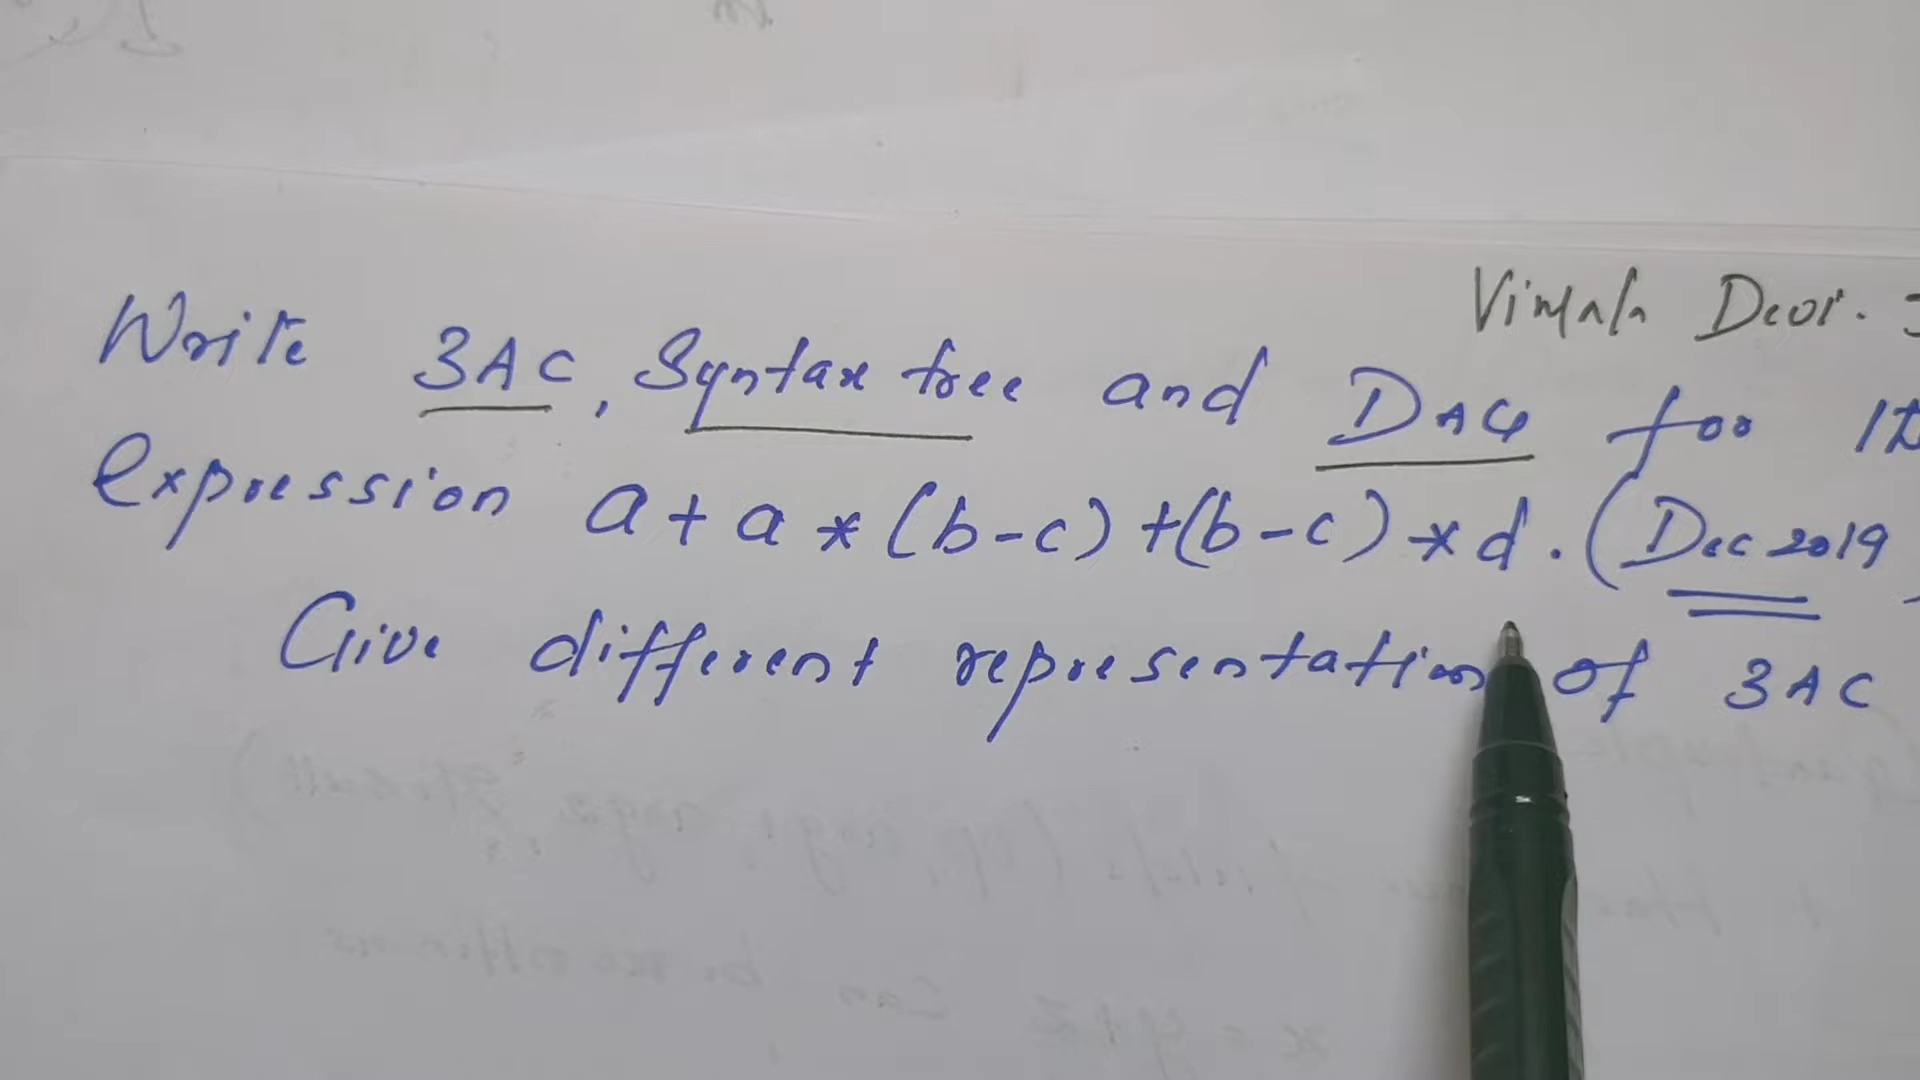 Vimala Devi.
Write 3AC, Syntax tree and DAG for the
expression a + a * (b - c) + (b - c) * d. (Dec 2019
Give different representation of 3AC